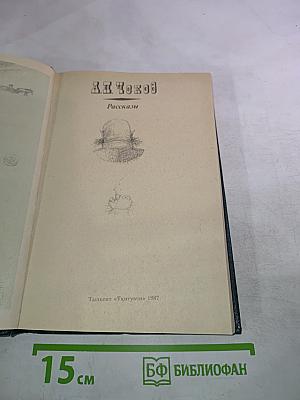 А.П. Чехов
Рассказы
Ташкент «Укитувчи» 1987
15 см
БФ БИБЛИОФАН